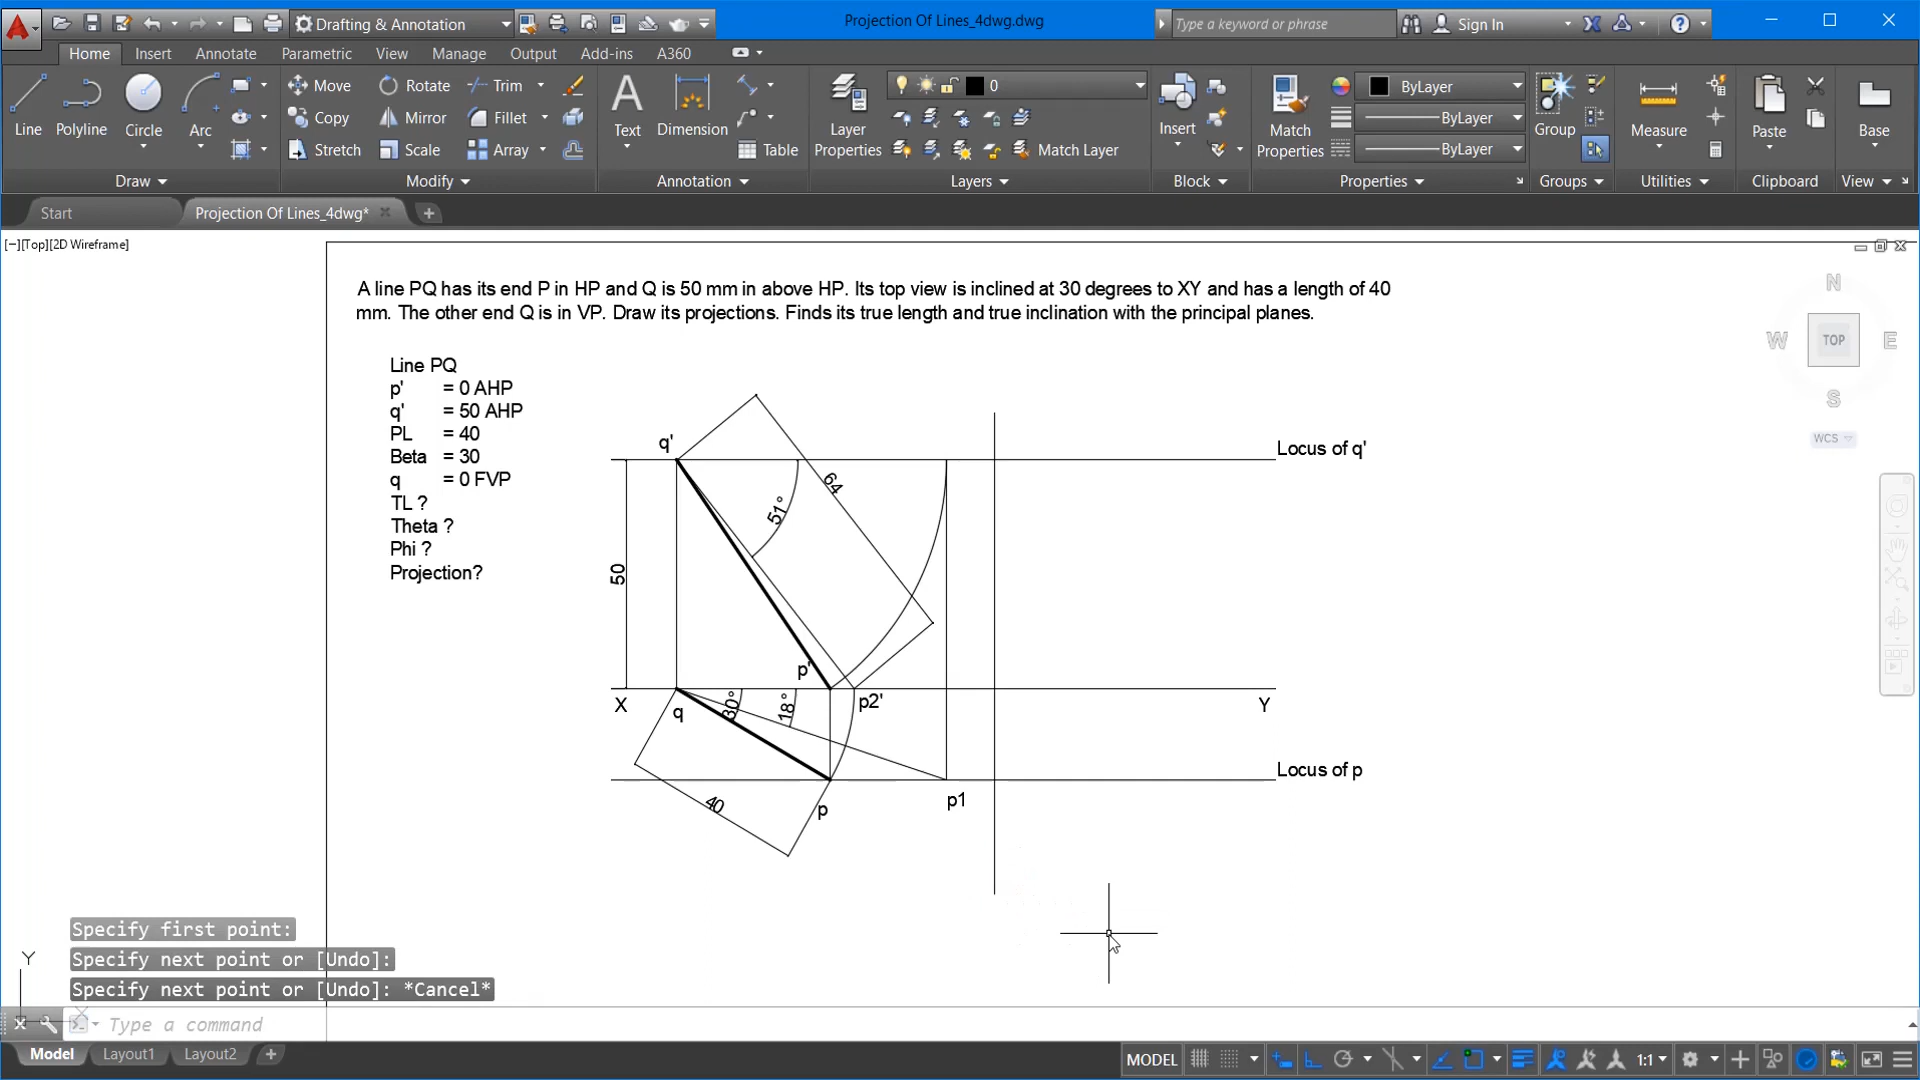 Drafting & Annotation
Projection Of Lines_4dwg.dwg
Type a keyword or phrase
Sign In
Home Insert Annotate Parametric View Manage Output Add-ins A360
Line Polyline Circle Arc
Move Rotate Trim
Copy Mirror Fillet
Stretch Scale Array
Text Dimension Table
Layer Properties
0
Match Layer
Insert
Match Properties
ByLayer
ByLayer
ByLayer
Group
Measure
Paste
Base
Draw Modify Annotation Layers Block Properties Groups Utilities Clipboard View
Start Projection Of Lines_4dwg*
[−][Top][2D Wireframe]
A line PQ has its end P in HP and Q is 50 mm in above HP. Its top view is inclined at 30 degrees to XY and has a length of 40
mm. The other end Q is in VP. Draw its projections. Finds its true length and true inclination with the principal planes.
N
W TOP E
S
WCS
Line PQ
p' = 0 AHP
q' = 50 AHP
PL = 40
Beta = 30
q = 0 FVP
TL ?
Theta ?
Phi ?
Projection?
q'
Locus of q'
64
51°
50
p'
X
q
30°
18°
p2'
Y
Locus of p
40
p
p1
Specify first point:
Specify next point or [Undo]:
Specify next point or [Undo]: *Cancel*
Y
X
Type a command
Model Layout1 Layout2
MODEL
1:1